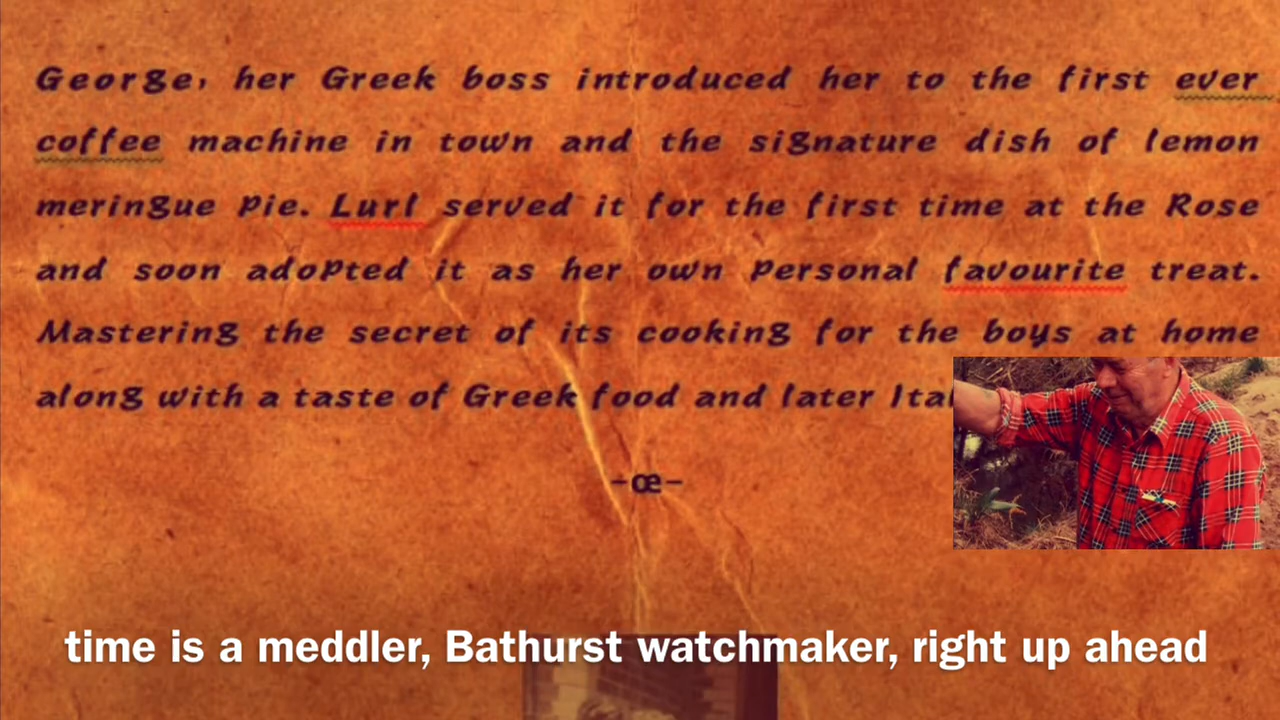 George, her Greek boss introduced her to the first ever
coffee machine in town and the signature dish of lemon
meringue pie. Lurl served it for the first time at the Rose
and soon adopted it as her own personal favourite treat.
Mastering the secret of its cooking for the boys at home
along with a taste of Greek food and later
-œ-
time is a meddler, Bathurst watchmaker, right up ahead